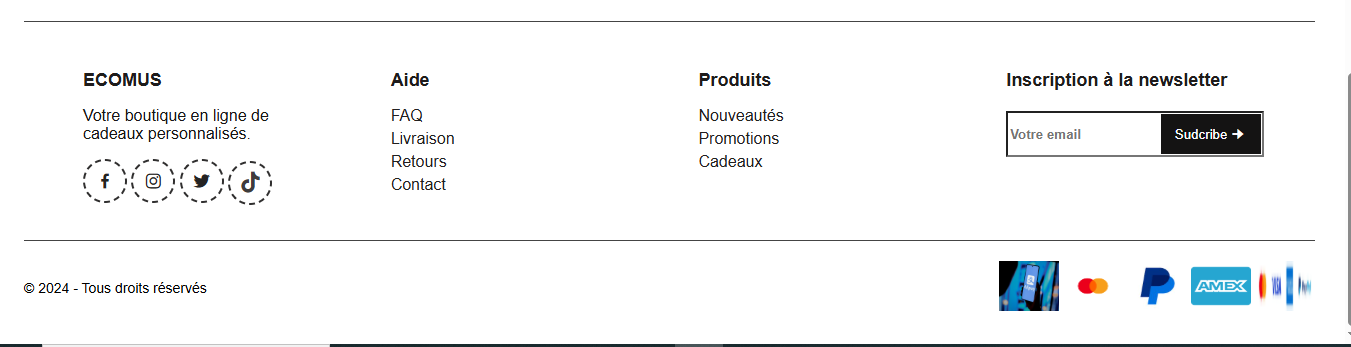 ECOMUS
Votre boutique en ligne de
cadeaux personnalisés.
Aide
FAQ
Livraison
Retours
Contact
Produits
Nouveautés
Promotions
Cadeaux
Inscription à la newsletter
Votre email
Sudcribe
© 2024 - Tous droits réservés
AMEX
VISA